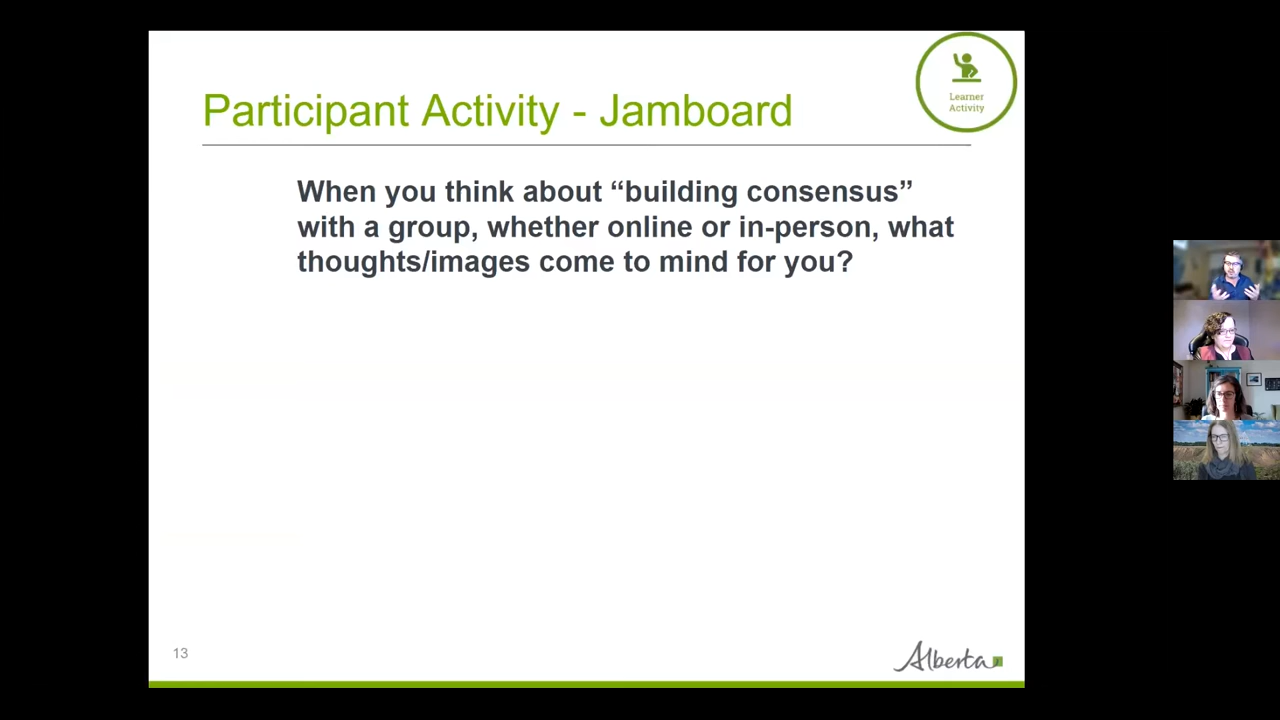 Learner
Activity
Participant Activity - Jamboard
When you think about “building consensus”
with a group, whether online or in-person, what
thoughts/images come to mind for you?
13
Alberta